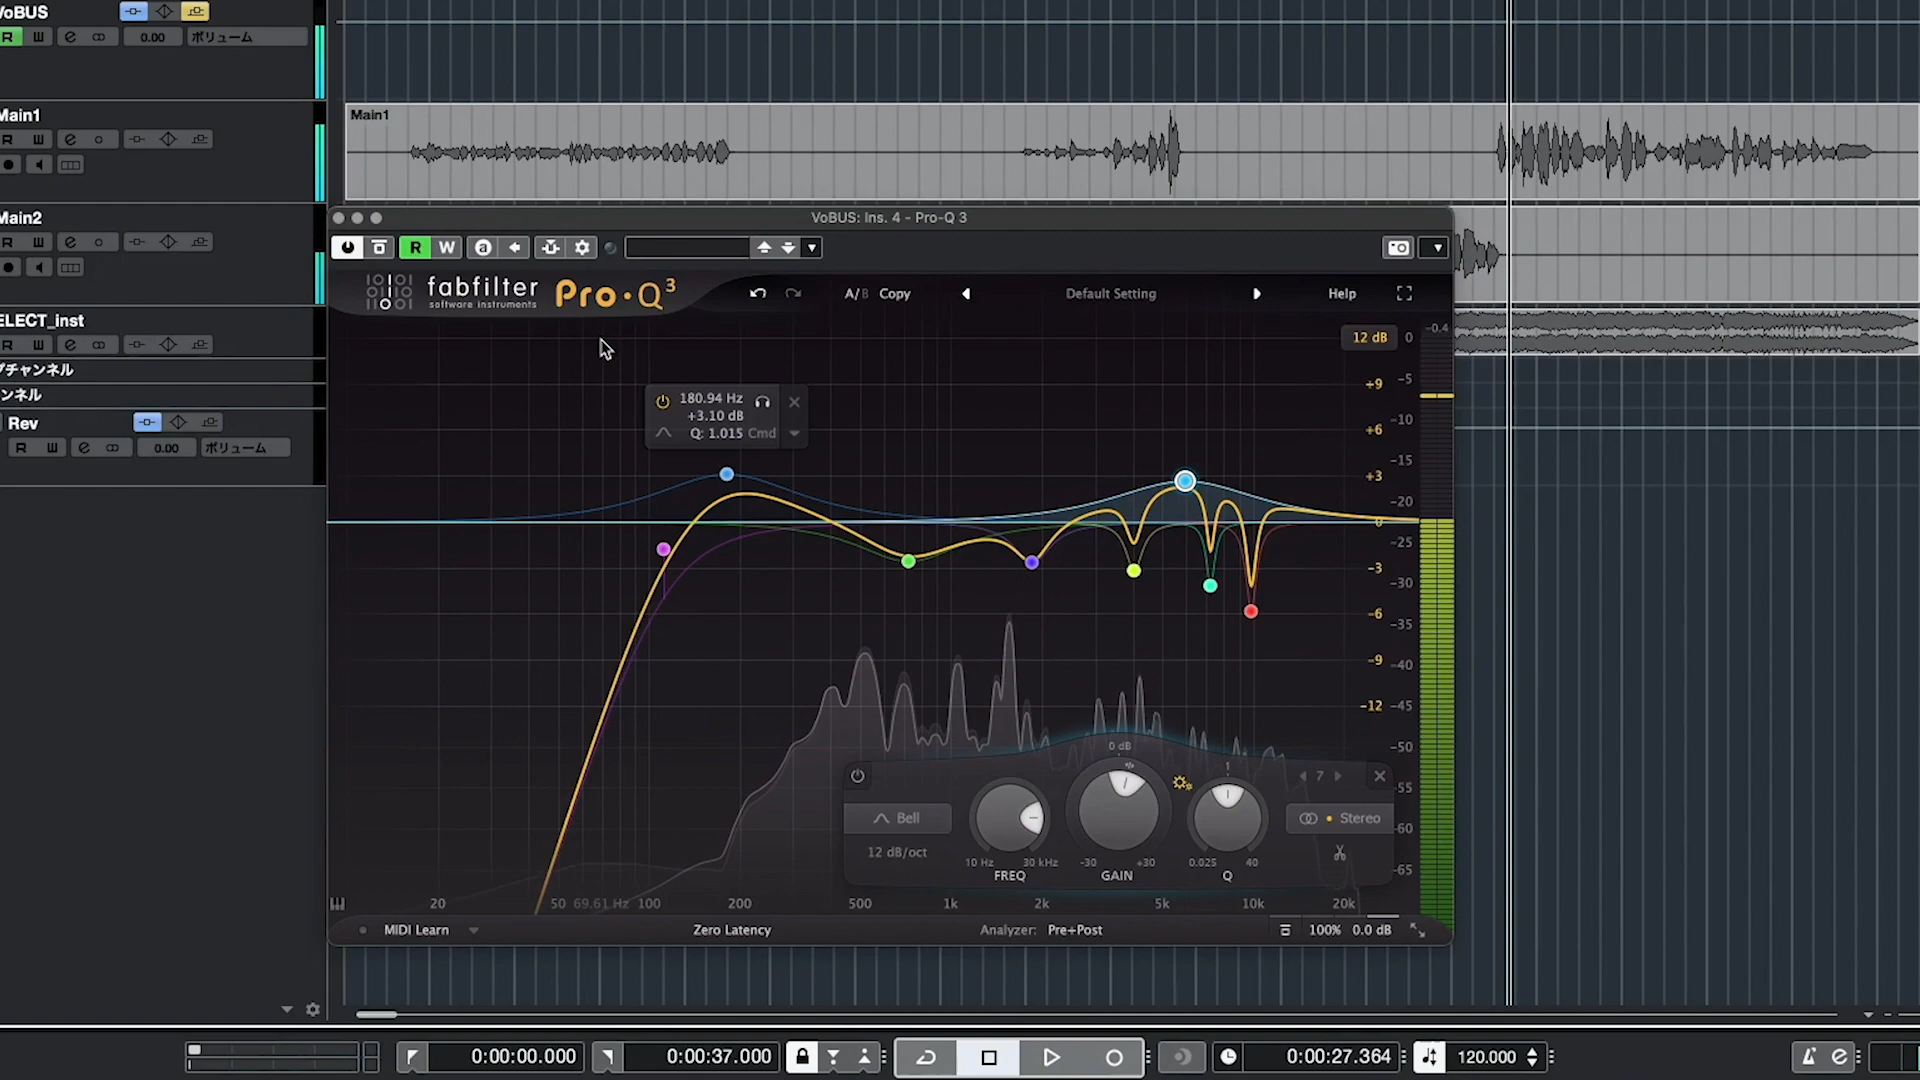 VoBUS
R W e 0.00 ボリューム
Main1
R W e
Main1
Main2
R W e
ELECT_inst
R W e
プチャンネル
ンネル
Rev
R W e 0.00 ボリューム
VoBUS: Ins. 4 - Pro-Q 3
R W a
fabfilter
software instruments
Pro·Q3
A/B Copy
Default Setting
Help
12 dB 0 -0.4
180.94 Hz
+3.10 dB
Q: 1.015 Cmd
+9 -5
+6 -10
+3 -15
-20
0 -25
-3 -30
-6 -35
-9 -40
-12 -45
-50
-55
-60
-65
0 dB
1
7
Bell
12 dB/oct
10 Hz 30 kHz
FREQ
-30 +30
GAIN
0.025 40
Q
Stereo
20 50 69.61 Hz 100 200 500 1k 2k 5k 10k 20k
MIDI Learn
Zero Latency
Analyzer: Pre+Post
100% 0.0 dB
0:00:00.000
0:00:37.000
0:00:27.364
120.000